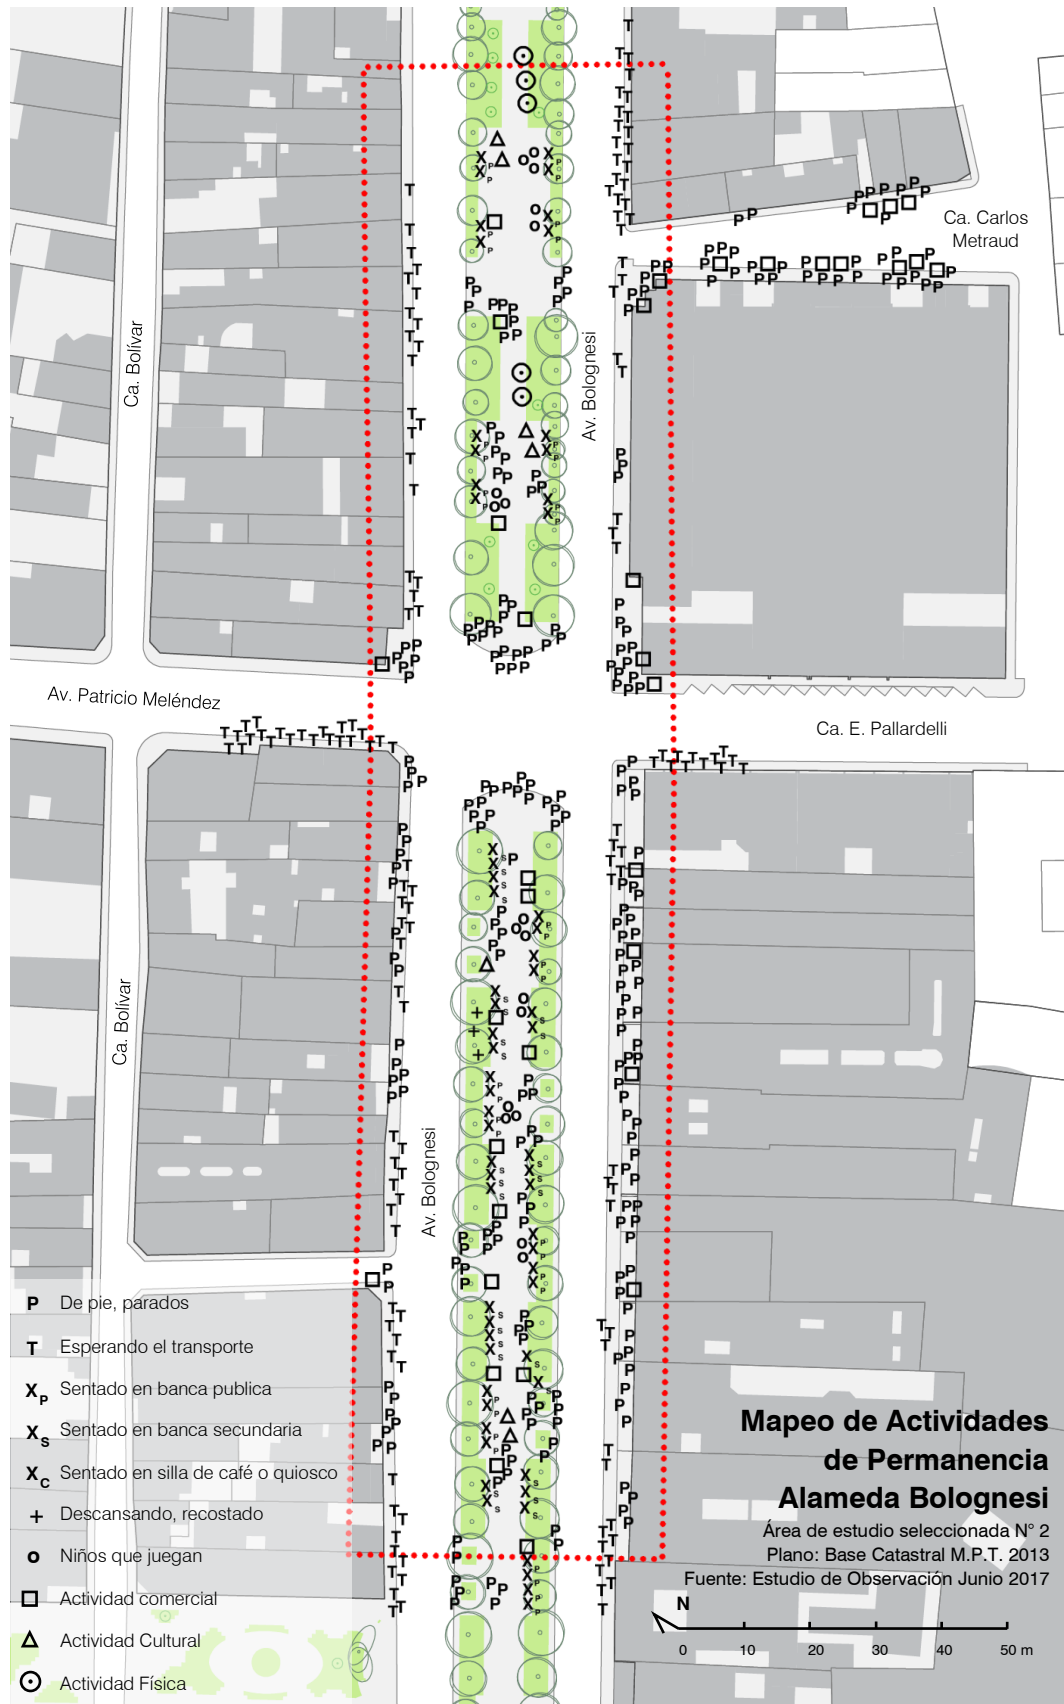 Ca. Carlos
Metraud
Ca. Bolívar
Av. Bolognesi
Av. Patricio Meléndez
Ca. E. Pallardelli
Ca. Bolívar
Av. Bolognesi
P De pie, parados
T Esperando el transporte
XP Sentado en banca publica
XS Sentado en banca secundaria
XC Sentado en silla de café o quiosco
+ Descansando, recostado
o Niños que juegan
Actividad comercial
Actividad Cultural
Actividad Física
Mapeo de Actividades
de Permanencia
Alameda Bolognesi
Área de estudio seleccionada N° 2
Plano: Base Catastral M.P.T. 2013
Fuente: Estudio de Observación Junio 2017
N
0 10 20 30 40 50 m